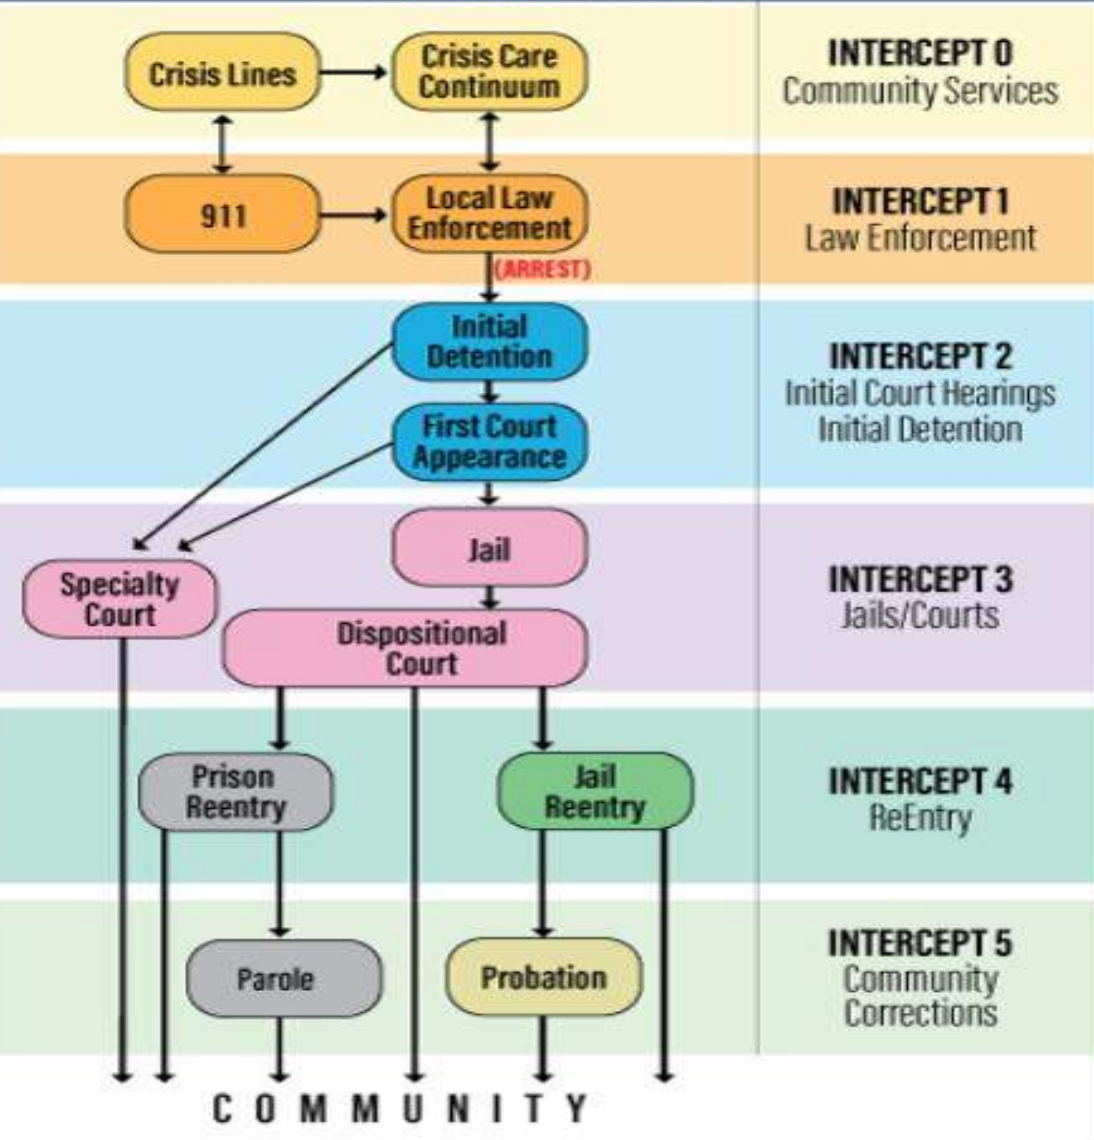 Crisis Lines
Crisis Care
Continuum
INTERCEPT 0
Community Services
911
Local Law
Enforcement
(ARREST)
INTERCEPT 1
Law Enforcement
Initial
Detention
First Court
Appearance
INTERCEPT 2
Initial Court Hearings
Initial Detention
Jail
Specialty
Court
Dispositional
Court
INTERCEPT 3
Jails/Courts
Prison
Reentry
Jail
Reentry
INTERCEPT 4
ReEntry
Parole
Probation
INTERCEPT 5
Community
Corrections
COMMUNITY